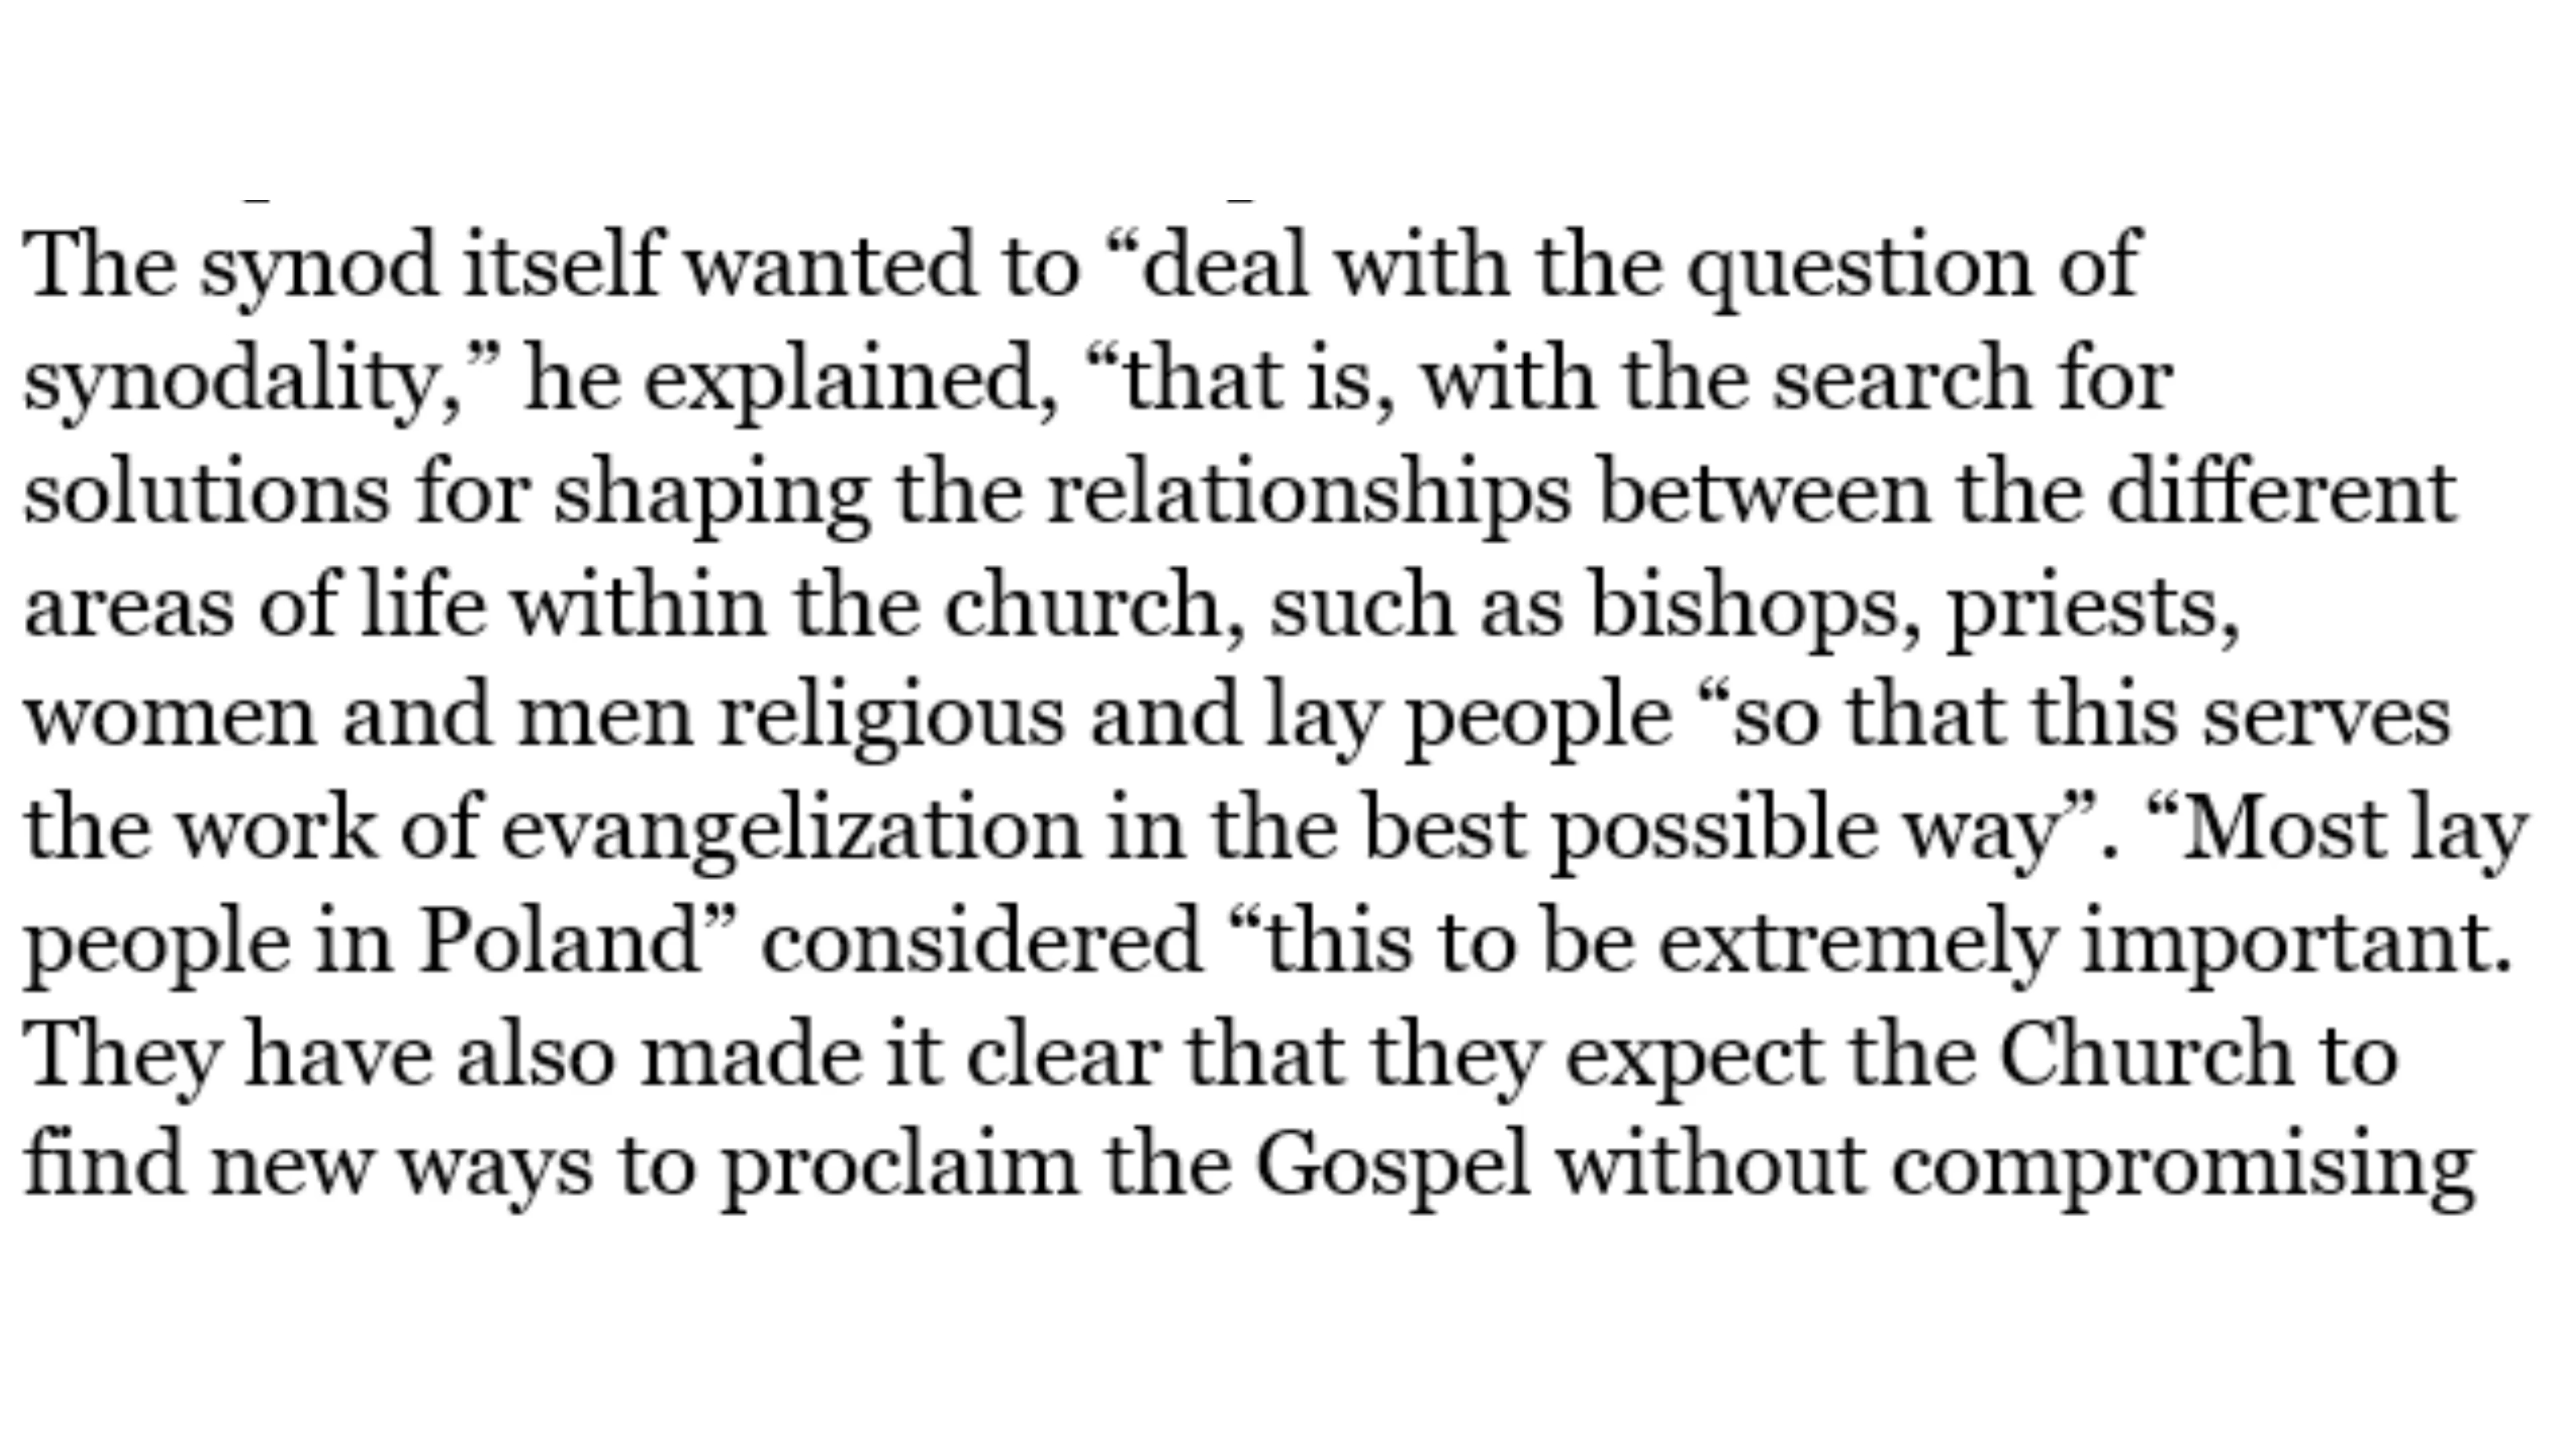 The synod itself wanted to “deal with the question of
synodality,” he explained, “that is, with the search for
solutions for shaping the relationships between the different
areas of life within the church, such as bishops, priests,
women and men religious and lay people “so that this serves
the work of evangelization in the best possible way”. “Most lay
people in Poland” considered “this to be extremely important.
They have also made it clear that they expect the Church to
find new ways to proclaim the Gospel without compromising